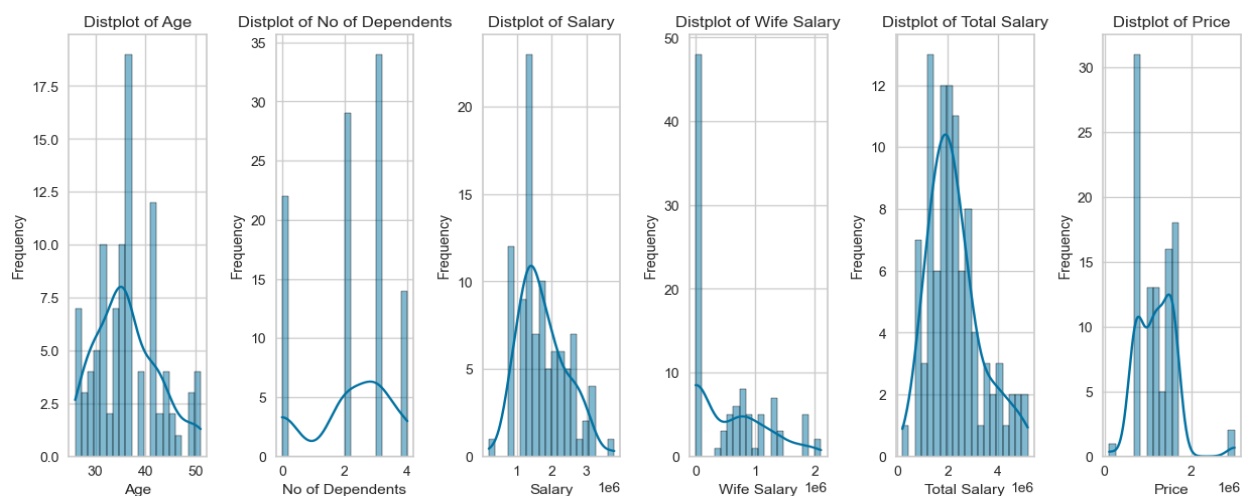 Distplot of Age
Frequency
17.5
15.0
12.5
10.0
7.5
5.0
2.5
0.0
30 40 50
Age
Distplot of No of Dependents
Frequency
35
30
25
20
15
10
5
0
0 2 4
No of Dependents
Distplot of Salary
Frequency
20
15
10
5
0
1 2 3
1e6
Salary
Distplot of Wife Salary
Frequency
50
40
30
20
10
0
0 1 2
1e6
Wife Salary
Distplot of Total Salary
Frequency
12
10
8
6
4
2
0
0 2 4
1e6
Total Salary
Distplot of Price
Frequency
30
25
20
15
10
5
0
0 2
1e6
Price